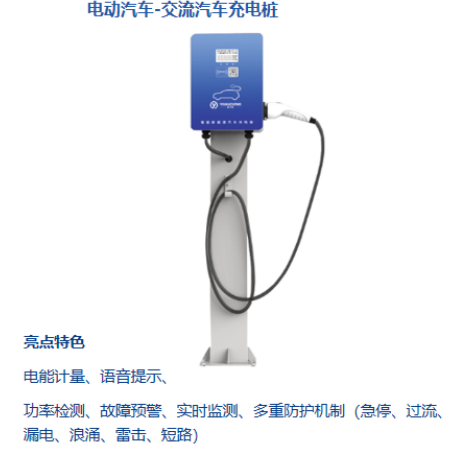 电动汽车-交流汽车充电桩
亮点特色
电能计量、语音提示、
功率检测、故障预警、实时监测、多重防护机制（急停、过流、
漏电、浪涌、雷击、短路）